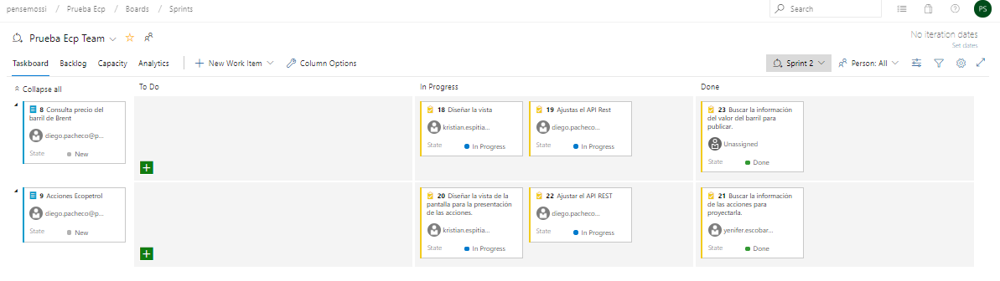 pensemossi / Prueba Ecp / Boards / Sprints
Search
PS
Prueba Ecp Team
No iteration dates
Set dates
Taskboard Backlog Capacity Analytics New Work Item Column Options
Sprint 2 Person: All
Collapse all To Do In Progress Done
8 Consulta precio del
barril de Brent
diego.pacheco@p...
State New
18 Diseñar la vista
kristian.espitia...
State In Progress
19 Ajustas el API Rest
diego.pacheco...
State In Progress
23 Buscar la información
del valor del barril para
publicar.
Unassigned
State Done
9 Acciones Ecopetrol
diego.pacheco@p...
State New
20 Diseñar la vista de la
pantalla para la presentación
de las acciones.
kristian.espitia...
State In Progress
22 Ajustar el API REST
diego.pacheco...
State In Progress
21 Buscar la información
de las acciones para
proyectarla.
yenifer.escobar...
State Done